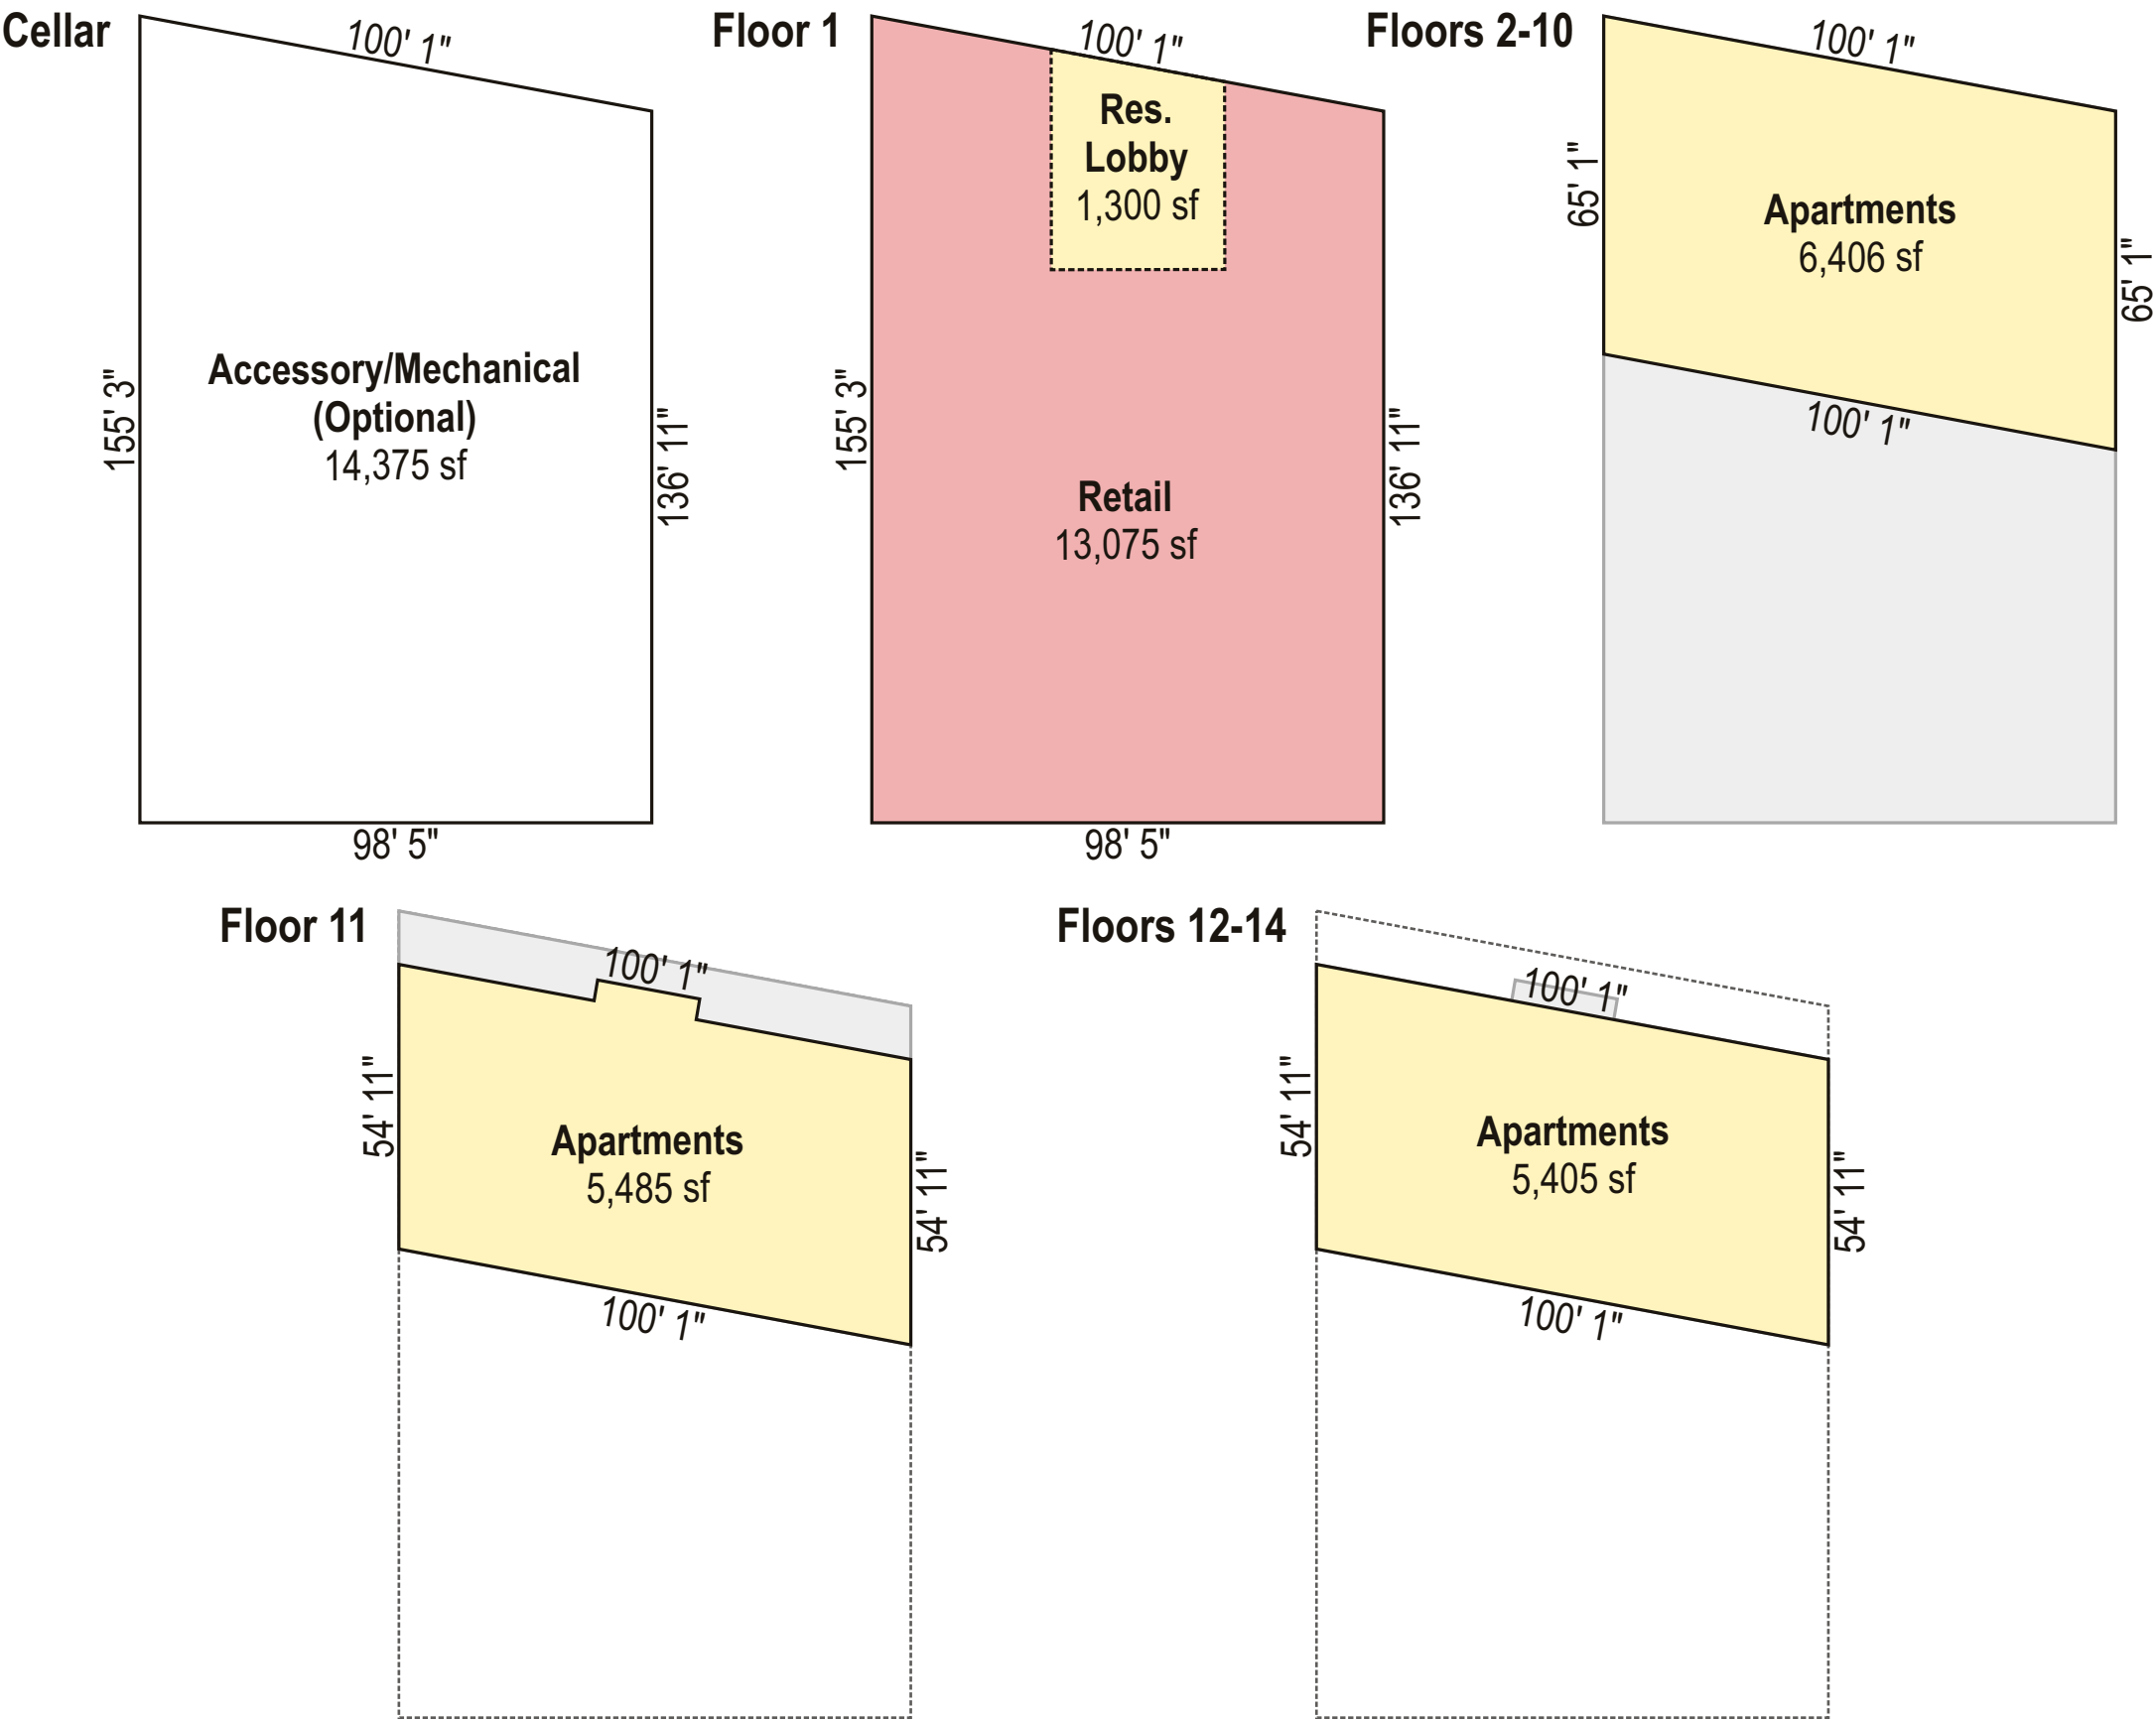 Cellar
100' 1"
155' 3"
Accessory/Mechanical
(Optional)
14,375 sf
136' 11"
98' 5"
Floor 1
100' 1"
Res.
Lobby
1,300 sf
155' 3"
Retail
13,075 sf
136' 11"
98' 5"
Floors 2-10
100' 1"
65' 1"
Apartments
6,406 sf
65' 1"
100' 1"
Floor 11
100' 1"
54' 11"
Apartments
5,485 sf
54' 11"
100' 1"
Floors 12-14
100' 1"
54' 11"
Apartments
5,405 sf
54' 11"
100' 1"